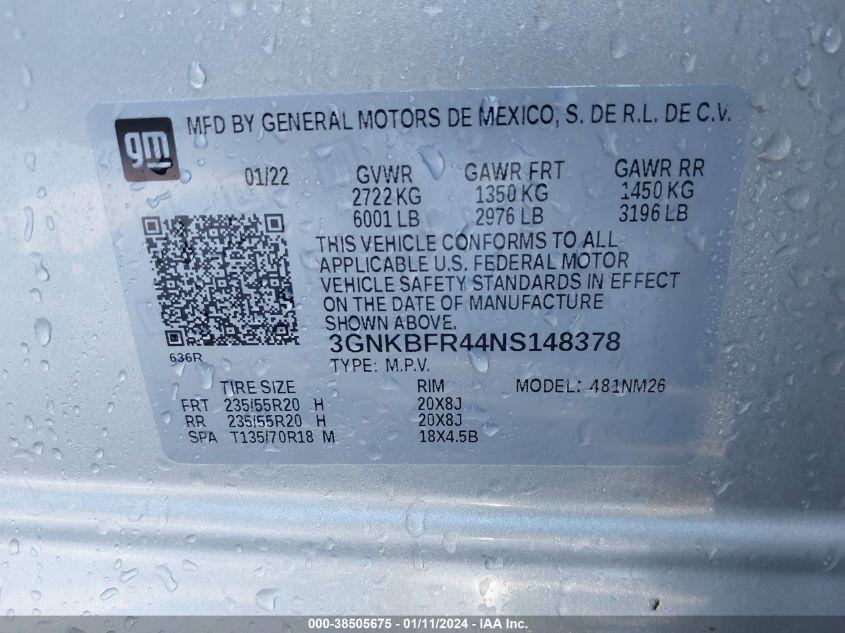 gm
MFD BY GENERAL MOTORS DE MEXICO, S. DE R.L. DE C.V.
01/22 GVWR GAWR FRT GAWR RR
2722 KG 1350 KG 1450 KG
6001 LB 2976 LB 3196 LB
THIS VEHICLE CONFORMS TO ALL
APPLICABLE U.S. FEDERAL MOTOR
VEHICLE SAFETY STANDARDS IN EFFECT
ON THE DATE OF MANUFACTURE
SHOWN ABOVE.
3GNKBFR44NS148378
636R
TYPE: M.P.V.
TIRE SIZE RIM MODEL: 481NM26
FRT 235/55R20 H 20X8J
RR 235/55R20 H 20X8J
SPA T135/70R18 M 18X4.5B
000-38505675 - 01/11/2024 - IAA Inc.